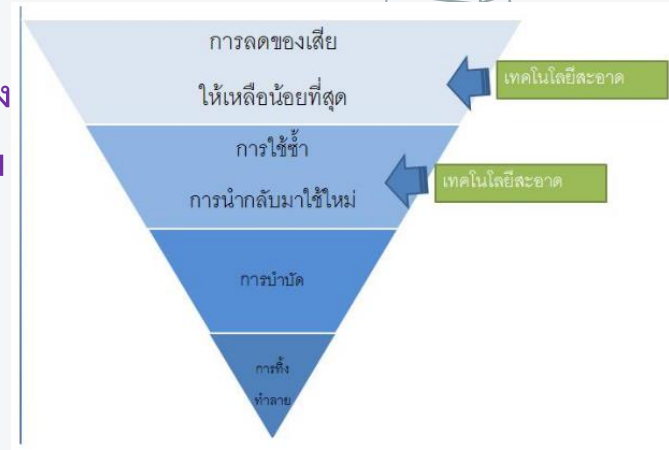 การลดของเสีย
ให้เหลือน้อยที่สุด
เทคโนโลยีสะอาด
การใช้ซ้ำ
การนำกลับมาใช้ใหม่
เทคโนโลยีสะอาด
การบำบัด
การทิ้ง
ทำลาย